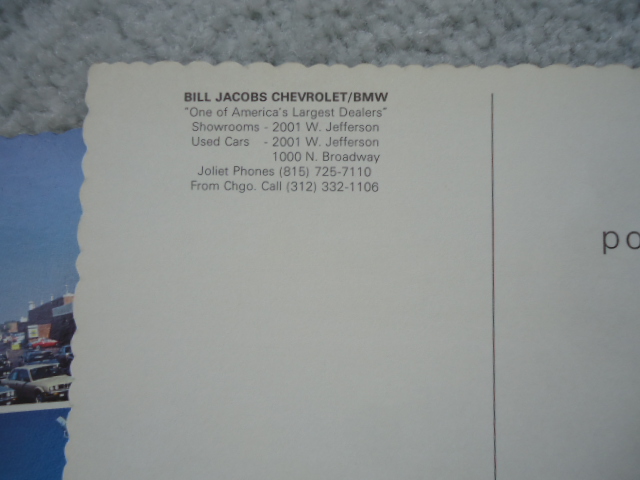 BILL JACOBS CHEVROLET/BMW
"One of America's Largest Dealers"
Showrooms - 2001 W. Jefferson
Used Cars - 2001 W. Jefferson
1000 N. Broadway
Joliet Phones (815) 725-7110
From Chgo. Call (312) 332-1106
po